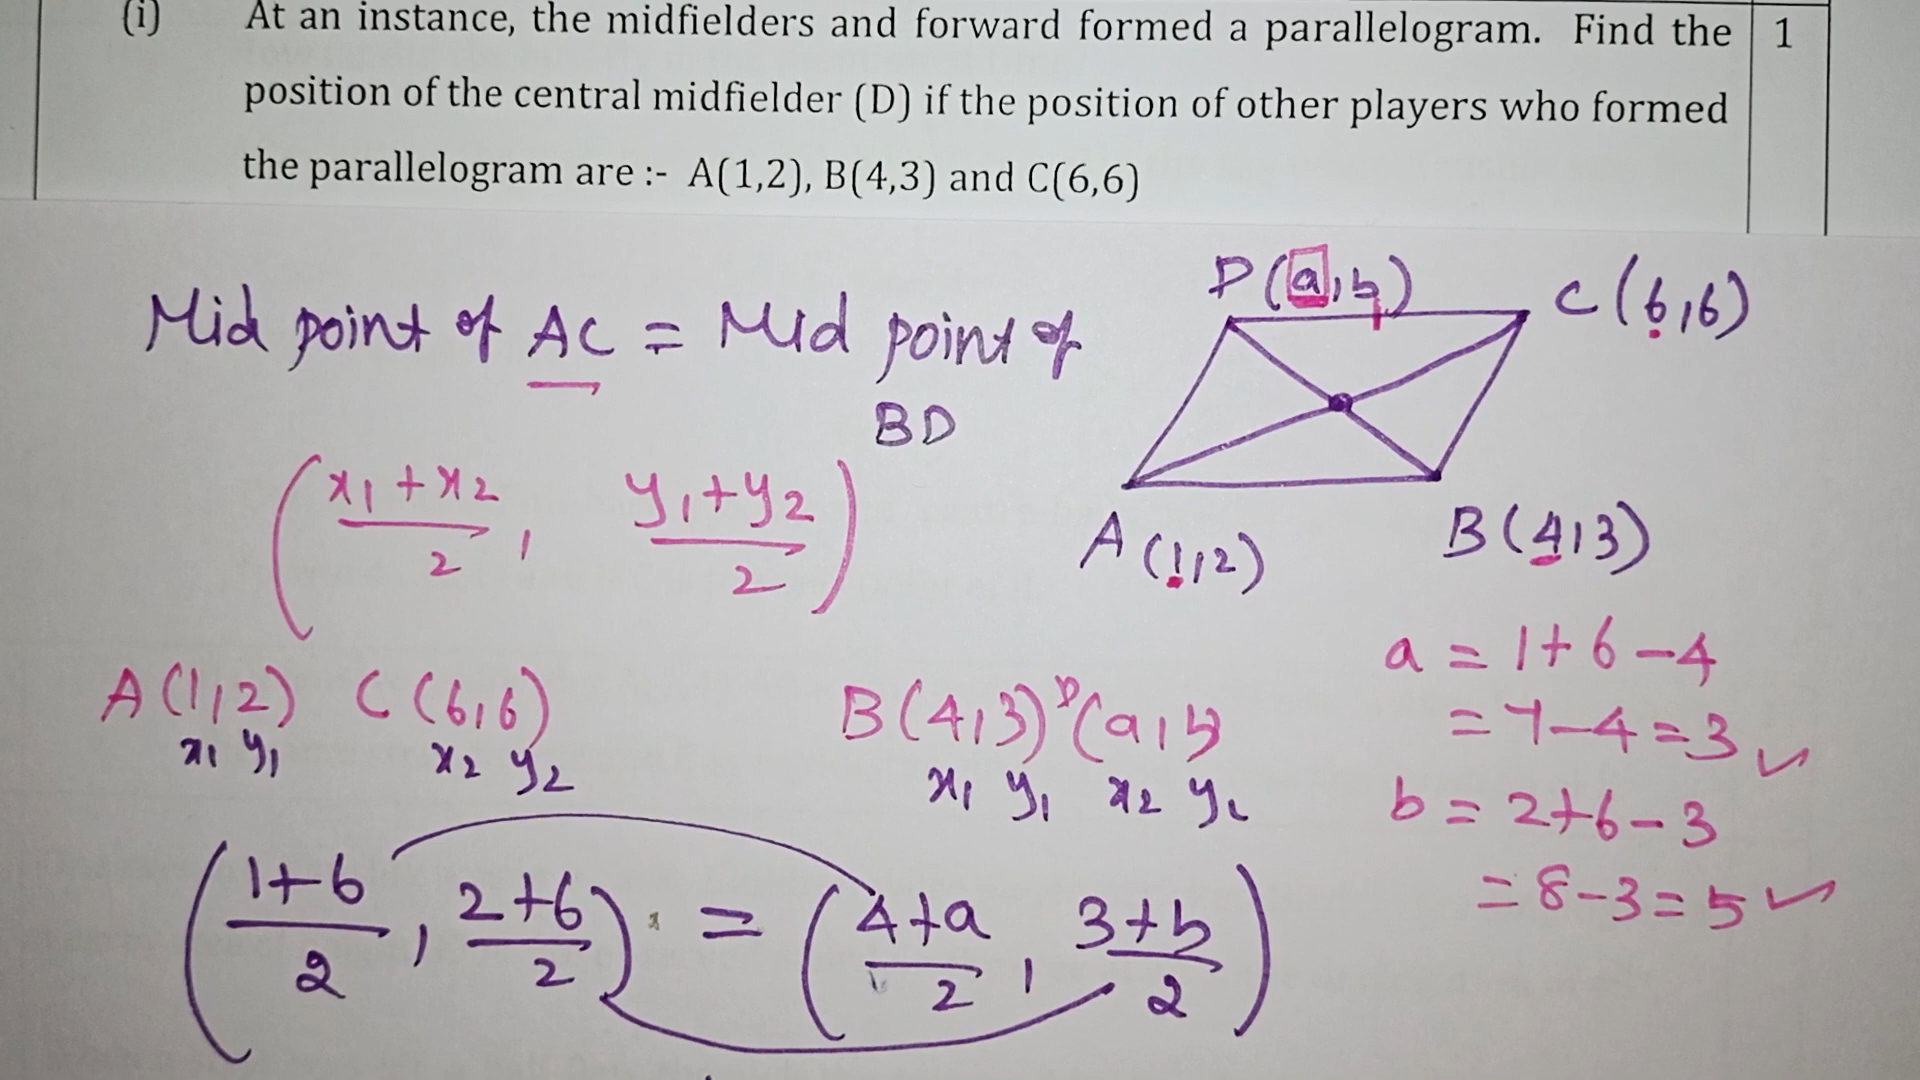 (i) At an instance, the midfielders and forward formed a parallelogram. Find the 1
position of the central midfielder (D) if the position of other players who formed
the parallelogram are :- A(1,2), B(4,3) and C(6,6)
Mid point of AC = Mid point of
BD
D(a,b) C(6,6)
(x1+x2/2, y1+y2/2)
A(1,2) B(4,3)
A(1,2) C(6,6) B(4,3) D(a,b
x1 y1 x2 y2 x1 y1 x2 y2
(1+6/2, 2+6/2) = (4+a/2, 3+b/2)
a = 1+6-4
= 7-4=3 ✓
b = 2+6-3
= 8-3=5 ✓